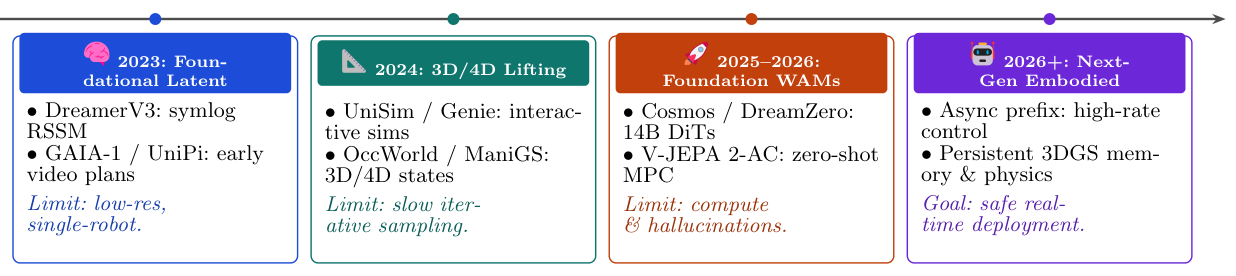 2023: Foun-
dational Latent
• DreamerV3: symlog
RSSM
• GAIA-1 / UniPi: early
video plans
Limit: low-res,
single-robot.
2024: 3D/4D Lifting
• UniSim / Genie: interac-
tive sims
• OccWorld / ManiGS:
3D/4D states
Limit: slow iter-
ative sampling.
2025–2026:
Foundation WAMs
• Cosmos / DreamZero:
14B DiTs
• V-JEPA 2-AC: zero-shot
MPC
Limit: compute
& hallucinations.
2026+: Next-
Gen Embodied
• Async prefix: high-rate
control
• Persistent 3DGS mem-
ory & physics
Goal: safe real-
time deployment.